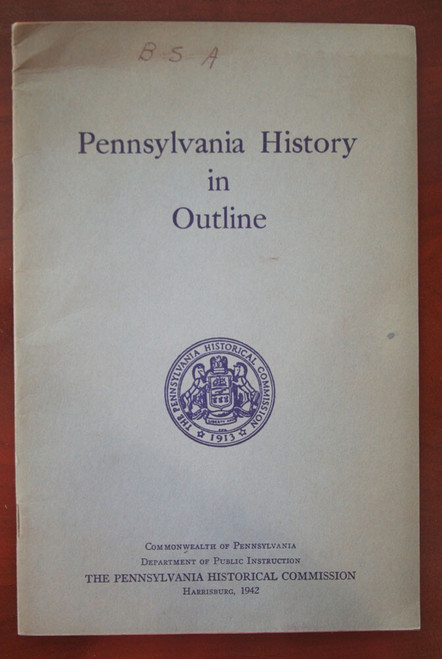 B S A
Pennsylvania History
in
Outline
THE PENNSYLVANIA HISTORICAL COMMISSION
1913
COMMONWEALTH OF PENNSYLVANIA
DEPARTMENT OF PUBLIC INSTRUCTION
THE PENNSYLVANIA HISTORICAL COMMISSION
HARRISBURG, 1942